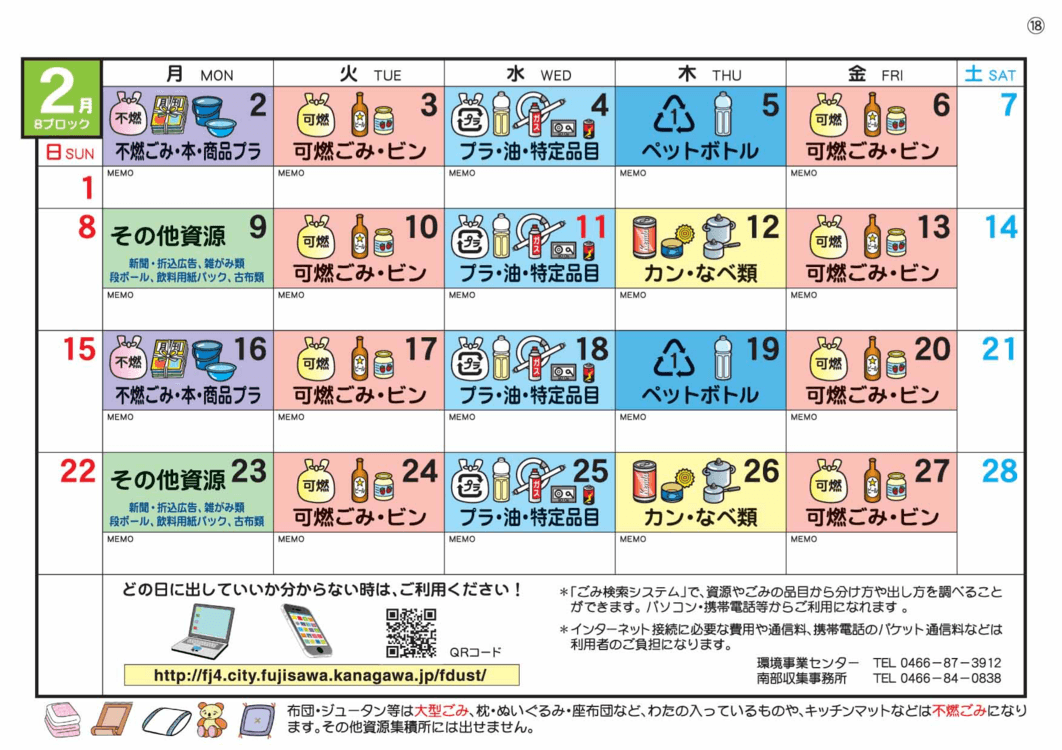 ⑱
2月
8ブロック
月 MON
火 TUE
水 WED
木 THU
金 FRI
土 SAT
日 SUN
1
不燃
月刊
2
不燃ごみ・本・商品プラ
MEMO
可燃
3
可燃ごみ・ビン
MEMO
プラ
ガス
4
プラ・油・特定品目
MEMO
1
5
ペットボトル
MEMO
可燃
6
可燃ごみ・ビン
MEMO
7
8
その他資源 9
新聞・折込広告、雑がみ類
段ボール、飲料用紙パック、古布類
MEMO
可燃
10
可燃ごみ・ビン
MEMO
プラ
ガス
11
プラ・油・特定品目
MEMO
12
カン・なべ類
MEMO
可燃
13
可燃ごみ・ビン
MEMO
14
15
不燃
月刊
16
不燃ごみ・本・商品プラ
MEMO
可燃
17
可燃ごみ・ビン
MEMO
プラ
ガス
18
プラ・油・特定品目
MEMO
1
19
ペットボトル
MEMO
可燃
20
可燃ごみ・ビン
MEMO
21
22
その他資源 23
新聞・折込広告、雑がみ類
段ボール、飲料用紙パック、古布類
MEMO
可燃
24
可燃ごみ・ビン
MEMO
プラ
ガス
25
プラ・油・特定品目
MEMO
26
カン・なべ類
MEMO
可燃
27
可燃ごみ・ビン
MEMO
28
どの日に出していいか分からない時は、ご利用ください！
QRコード
http://fj4.city.fujisawa.kanagawa.jp/fdust/
＊「ごみ検索システム」で、資源やごみの品目から分け方や出し方を調べること
ができます。パソコン・携帯電話等からご利用になれます 。
＊インターネット接続に必要な費用や通信料、携帯電話のパケット通信料などは
利用者のご負担になります。
環境事業センター TEL 0466−87−3912
南部収集事務所 TEL 0466−84−0838
布団・ジュータン等は大型ごみ、枕・ぬいぐるみ・座布団など、わたの入っているものや、キッチンマットなどは不燃ごみになり
ます。その他資源集積所には出せません。